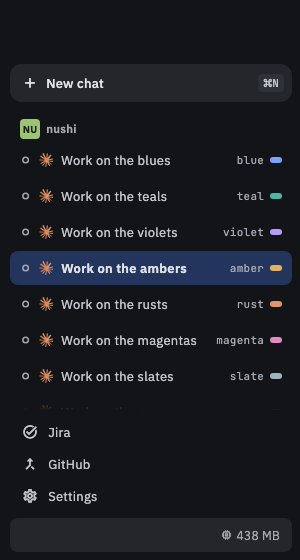 New chat ⌘N
NU nushi
Work on the blues blue
Work on the teals teal
Work on the violets violet
Work on the ambers amber
Work on the rusts rust
Work on the magentas magenta
Work on the slates slate
Jira
GitHub
Settings
438 MB